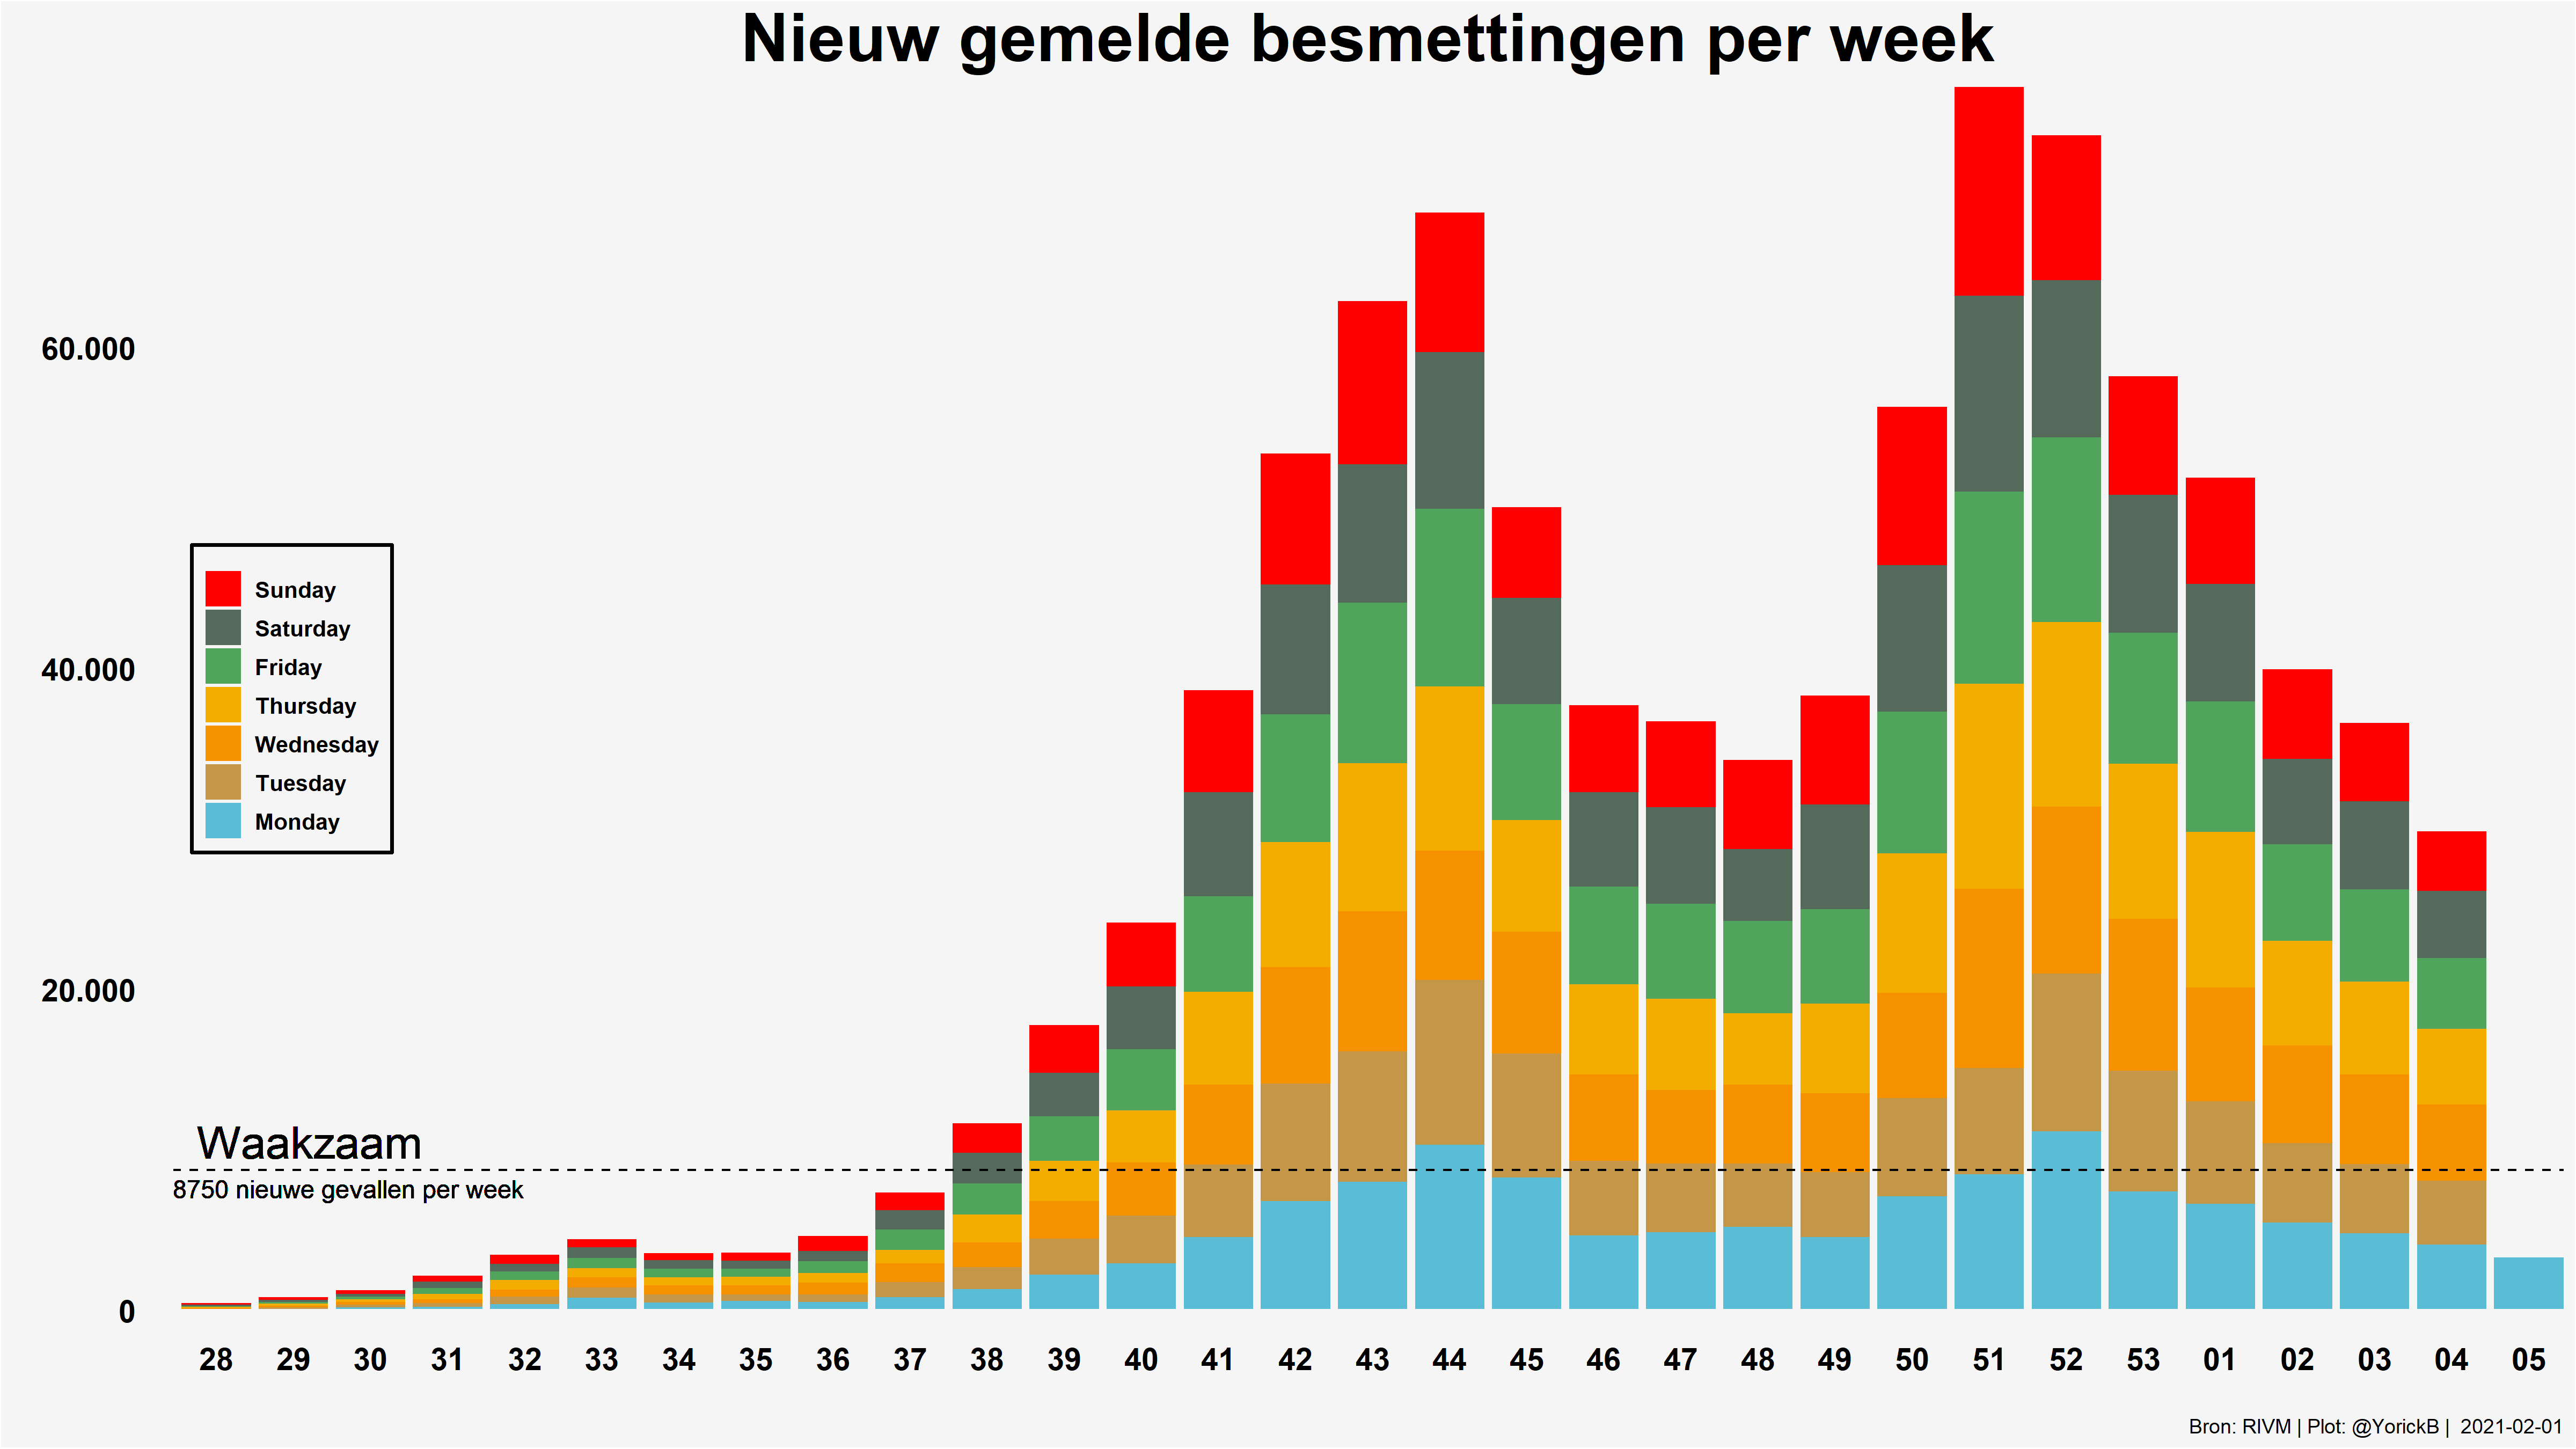 Nieuw gemelde besmettingen per week
60.000
40.000
20.000
0
Sunday
Saturday
Friday
Thursday
Wednesday
Tuesday
Monday
Waakzaam
8750 nieuwe gevallen per week
28 29 30 31 32 33 34 35 36 37 38 39 40 41 42 43 44 45 46 47 48 49 50 51 52 53 01 02 03 04 05
Bron: RIVM | Plot: @YorickB | 2021-02-01